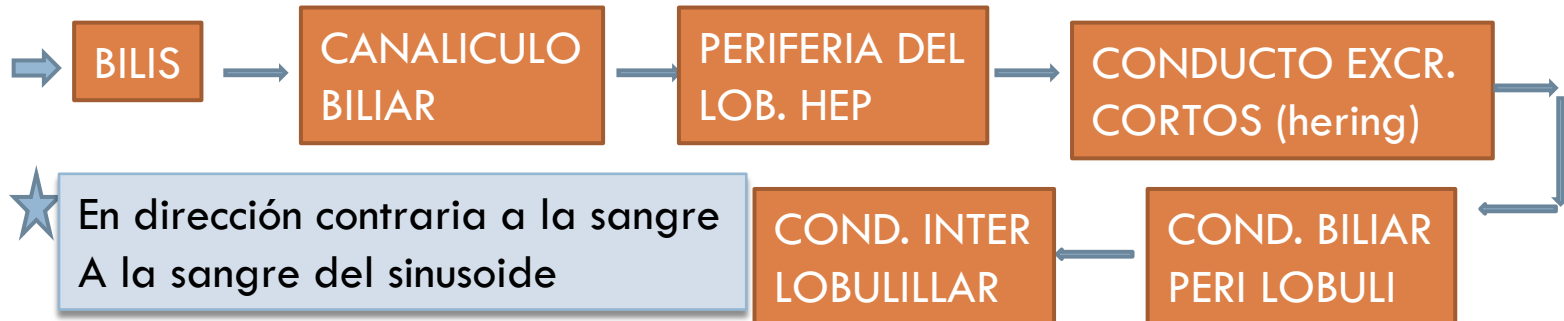 BILIS
CANALICULO
BILIAR
PERIFERIA DEL
LOB. HEP
CONDUCTO EXCR.
CORTOS (hering)
COND. BILIAR
PERI LOBULI
COND. INTER
LOBULILLAR
En dirección contraria a la sangre
A la sangre del sinusoide